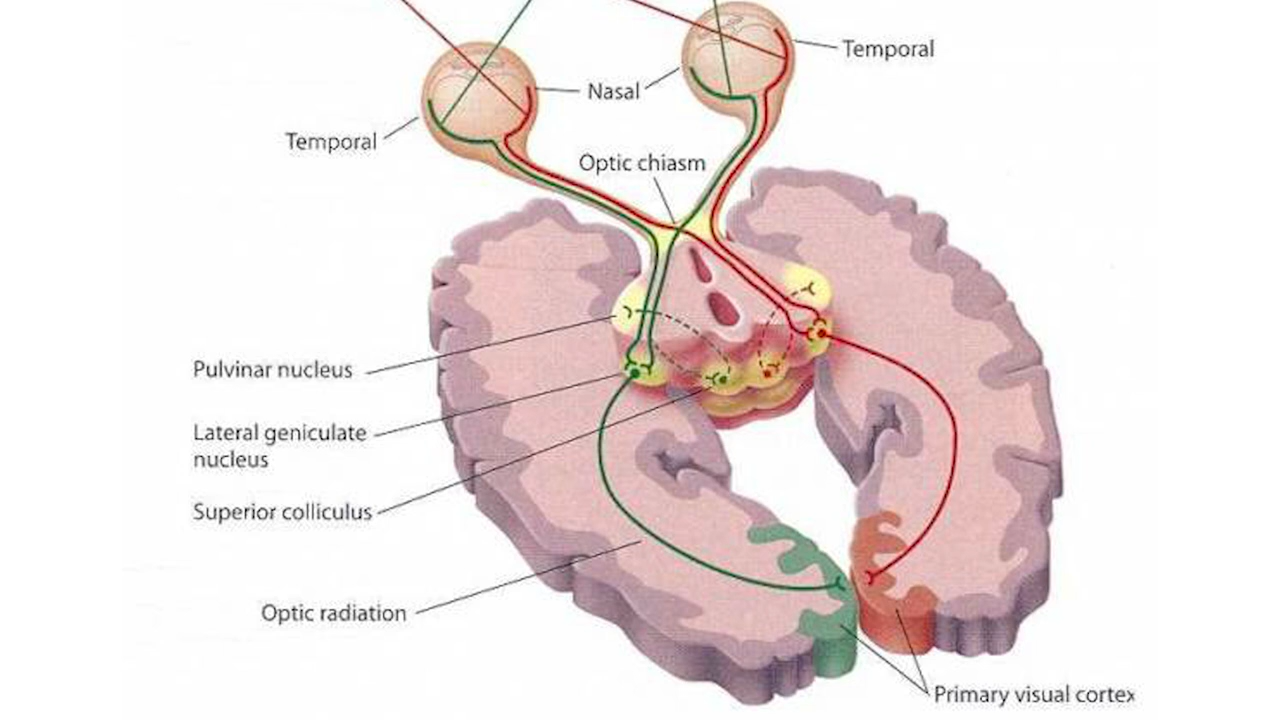 Temporal
Nasal
Temporal
Optic chiasm
Pulvinar nucleus
Lateral geniculate
nucleus
Superior colliculus
Optic radiation
Primary visual cortex